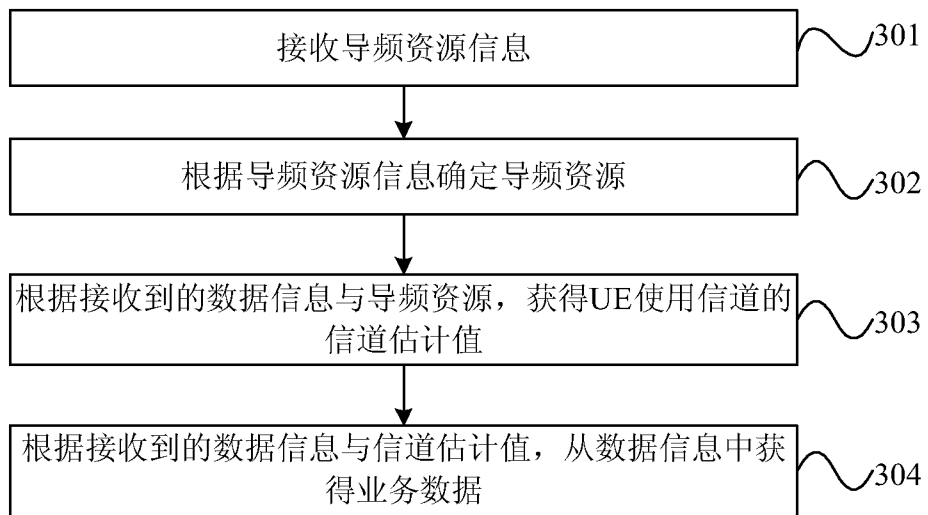 接收导频资源信息
301
根据导频资源信息确定导频资源
302
根据接收到的数据信息与导频资源，获得UE使用信道的
信道估计值
303
根据接收到的数据信息与信道估计值，从数据信息中获
得业务数据
304